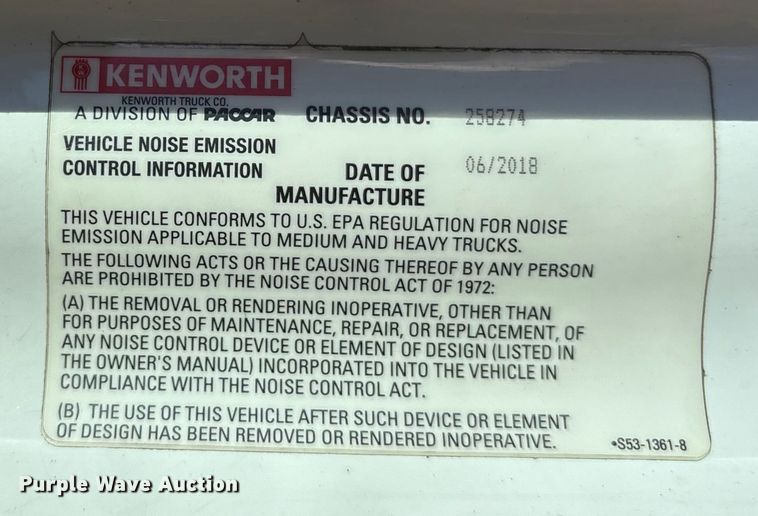 KENWORTH
KENWORTH TRUCK CO.
A DIVISION OF PACCAR
CHASSIS NO. 258274
VEHICLE NOISE EMISSION
CONTROL INFORMATION
DATE OF
MANUFACTURE
06/2018
THIS VEHICLE CONFORMS TO U.S. EPA REGULATION FOR NOISE
EMISSION APPLICABLE TO MEDIUM AND HEAVY TRUCKS.
THE FOLLOWING ACTS OR THE CAUSING THEREOF BY ANY PERSON
ARE PROHIBITED BY THE NOISE CONTROL ACT OF 1972:
(A) THE REMOVAL OR RENDERING INOPERATIVE, OTHER THAN
FOR PURPOSES OF MAINTENANCE, REPAIR, OR REPLACEMENT, OF
ANY NOISE CONTROL DEVICE OR ELEMENT OF DESIGN (LISTED IN
THE OWNER'S MANUAL) INCORPORATED INTO THE VEHICLE IN
COMPLIANCE WITH THE NOISE CONTROL ACT.
(B) THE USE OF THIS VEHICLE AFTER SUCH DEVICE OR ELEMENT
OF DESIGN HAS BEEN REMOVED OR RENDERED INOPERATIVE.
•S53-1361-8
Purple Wave Auction